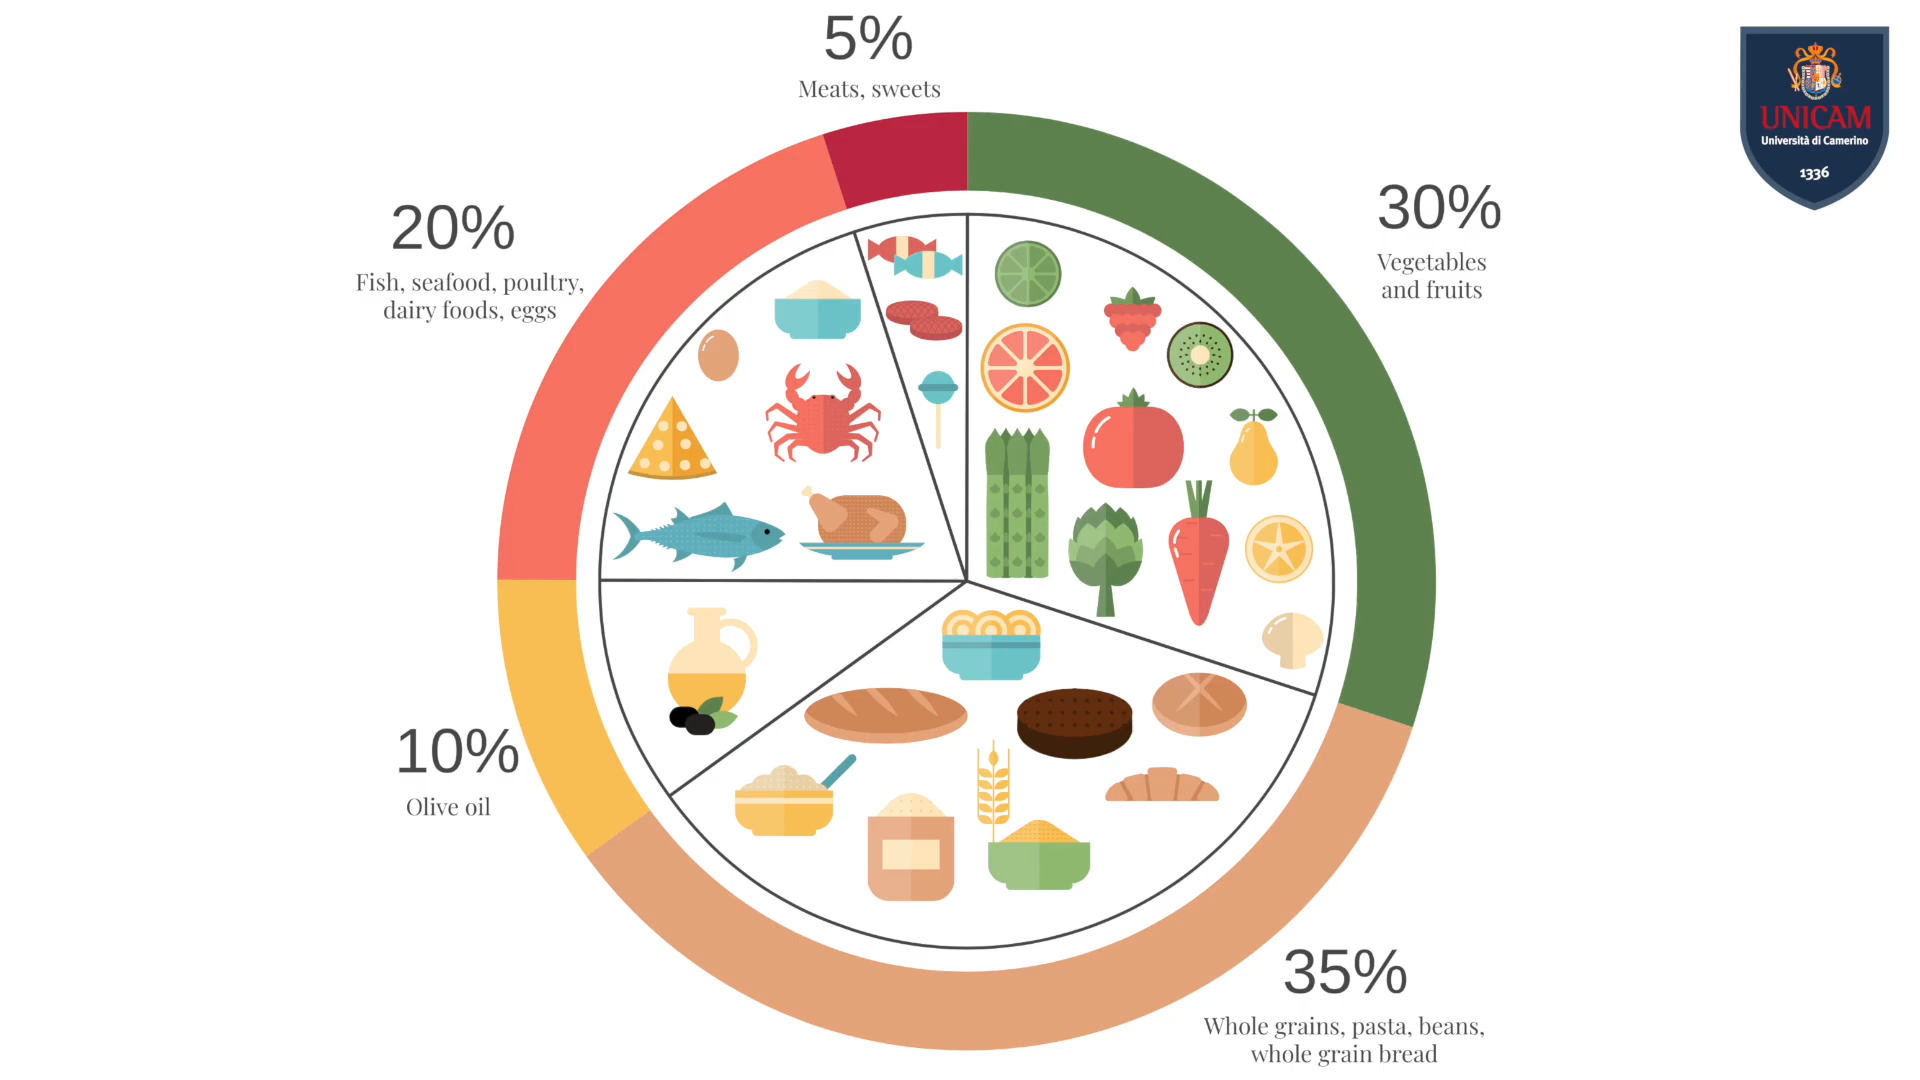 5%
Meats, sweets
30%
Vegetables
and fruits
20%
Fish, seafood, poultry,
dairy foods, eggs
10%
Olive oil
35%
Whole grains, pasta, beans,
whole grain bread
UNICAM
Università di Camerino
1336